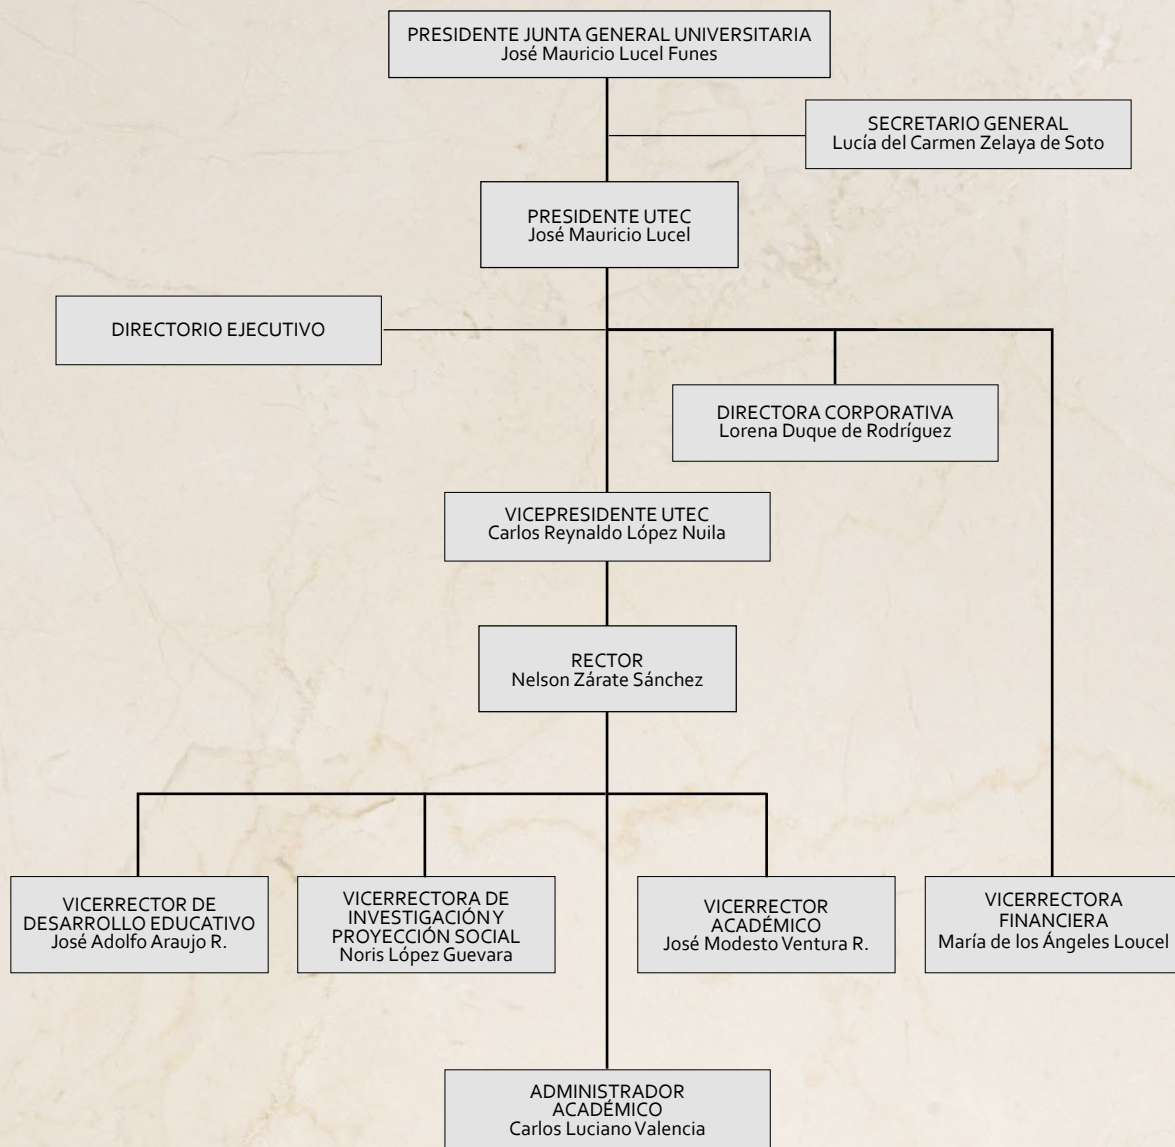 PRESIDENTE JUNTA GENERAL UNIVERSITARIA
José Mauricio Lucel Funes
SECRETARIO GENERAL
Lucía del Carmen Zelaya de Soto
PRESIDENTE UTEC
José Mauricio Lucel
DIRECTORIO EJECUTIVO
DIRECTORA CORPORATIVA
Lorena Duque de Rodríguez
VICEPRESIDENTE UTEC
Carlos Reynaldo López Nuila
RECTOR
Nelson Zárate Sánchez
VICERRECTOR DE
DESARROLLO EDUCATIVO
José Adolfo Araujo R.
VICERRECTORA DE
INVESTIGACIÓN Y
PROYECCIÓN SOCIAL
Noris López Guevara
VICERRECTOR
ACADÉMICO
José Modesto Ventura R.
VICERRECTORA
FINANCIERA
María de los Ángeles Loucel
ADMINISTRADOR
ACADÉMICO
Carlos Luciano Valencia